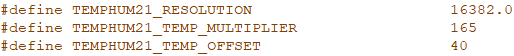 #define TEMPHUM21_RESOLUTION 16382.0
#define TEMPHUM21_TEMP_MULTIPLIER 165
#define TEMPHUM21_TEMP_OFFSET 40